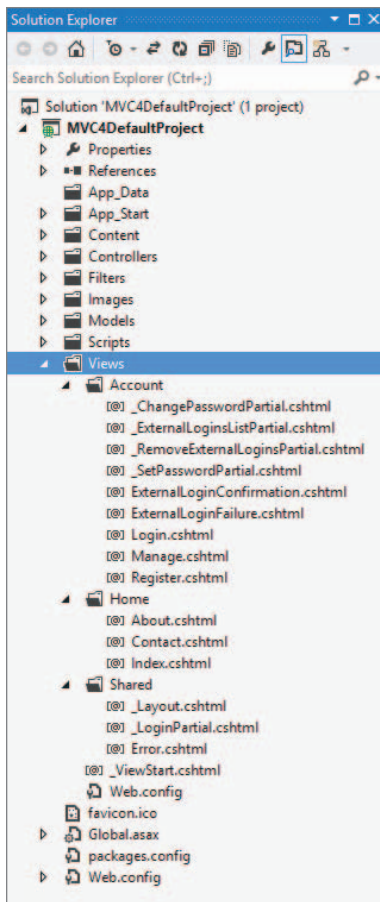 Solution Explorer
Search Solution Explorer (Ctrl+;)
Solution 'MVC4DefaultProject' (1 project)
MVC4DefaultProject
Properties
References
App_Data
App_Start
Content
Controllers
Filters
Images
Models
Scripts
Views
Account
[@] _ChangePasswordPartial.cshtml
[@] _ExternalLoginsListPartial.cshtml
[@] _RemoveExternalLoginsPartial.cshtml
[@] _SetPasswordPartial.cshtml
[@] ExternalLoginConfirmation.cshtml
[@] ExternalLoginFailure.cshtml
[@] Login.cshtml
[@] Manage.cshtml
[@] Register.cshtml
Home
[@] About.cshtml
[@] Contact.cshtml
[@] Index.cshtml
Shared
[@] _Layout.cshtml
[@] _LoginPartial.cshtml
[@] Error.cshtml
[@] _ViewStart.cshtml
Web.config
favicon.ico
Global.asax
packages.config
Web.config